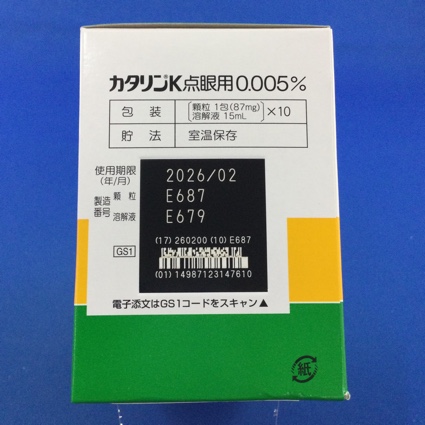 カタリンK点眼用0.005%
包装 顆粒 1包(87mg) 溶解液 15mL ×10
貯法 室温保存
使用期限 (年/月) 2026/02
製造番号 顆粒 E687
溶解液 E679
(17) 260200 (10) E687
GS1
(01) 14987123147610
電子添文はGS1コードをスキャン▲
紙